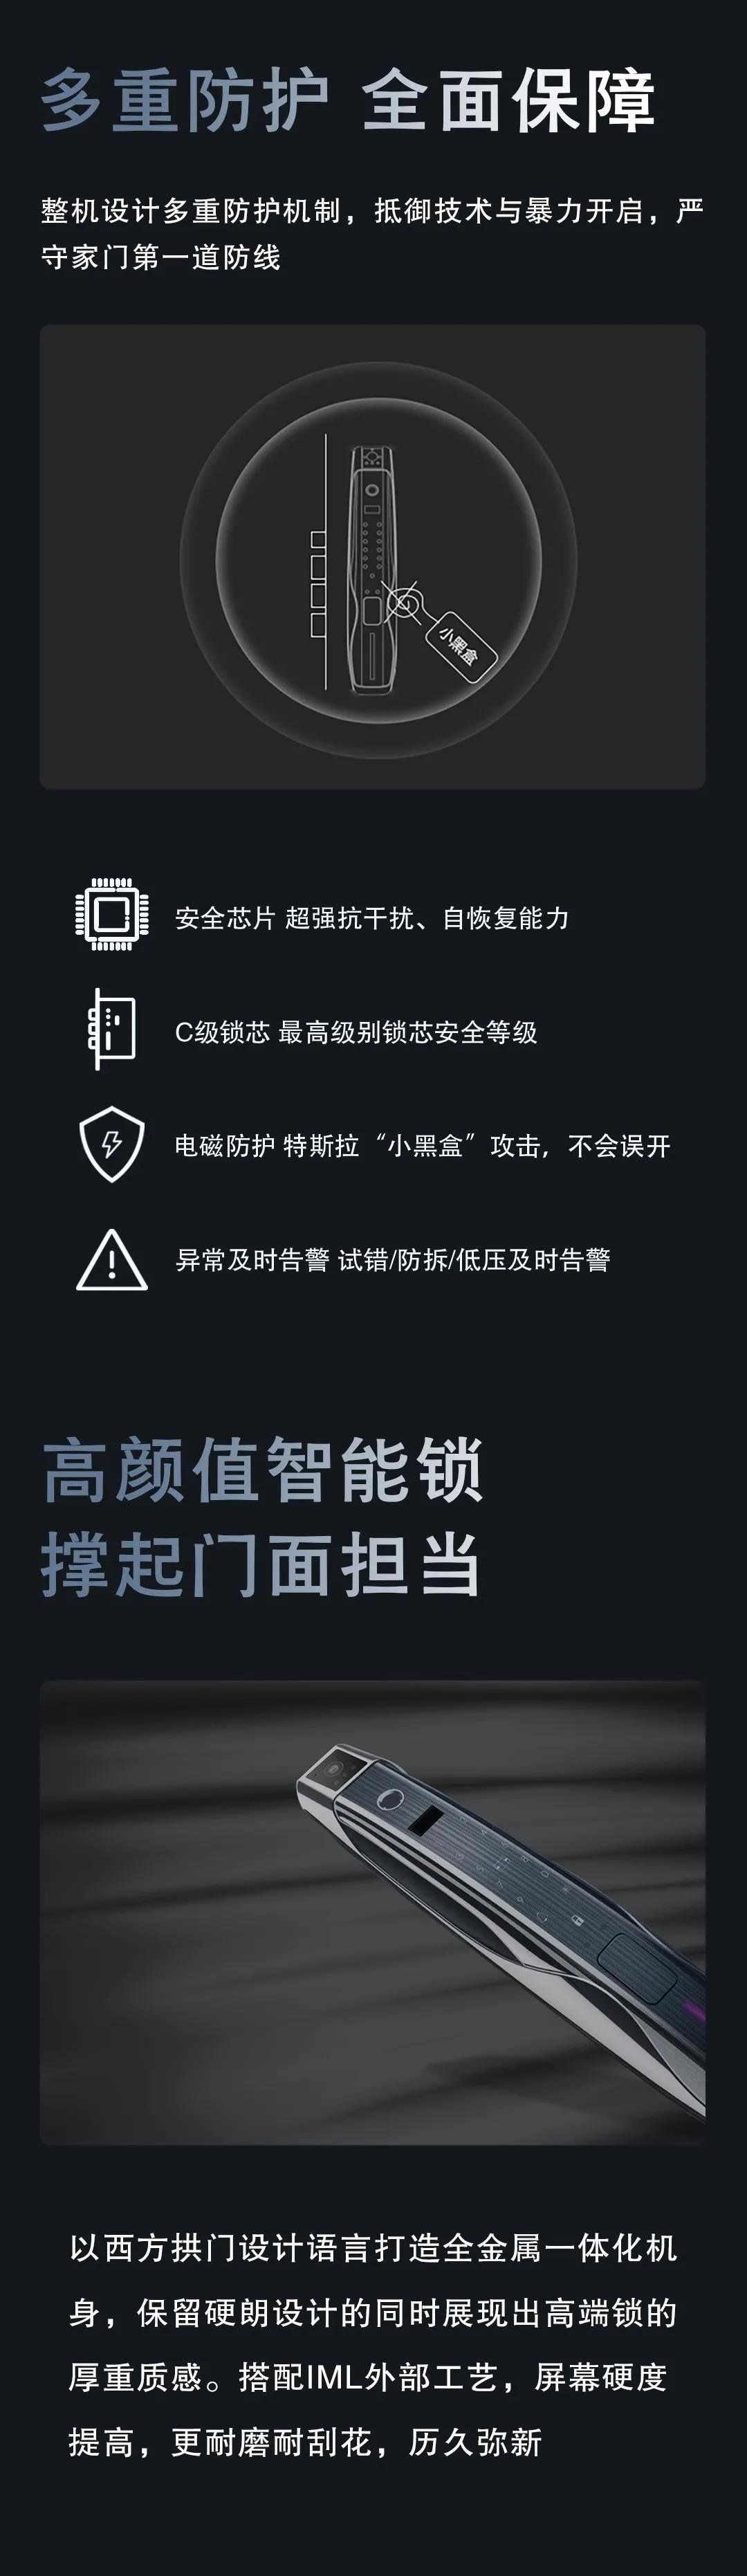 多重防护 全面保障
整机设计多重防护机制，抵御技术与暴力开启，严
守家门第一道防线
小黑盒
安全芯片 超强抗干扰、自恢复能力
C级锁芯 最高级别锁芯安全等级
电磁防护 特斯拉“小黑盒”攻击，不会误开
异常及时告警 试错/防拆/低压及时告警
高颜值智能锁
撑起门面担当
以西方拱门设计语言打造全金属一体化机
身，保留硬朗设计的同时展现出高端锁的
厚重质感。搭配IML外部工艺，屏幕硬度
提高，更耐磨耐刮花，历久弥新